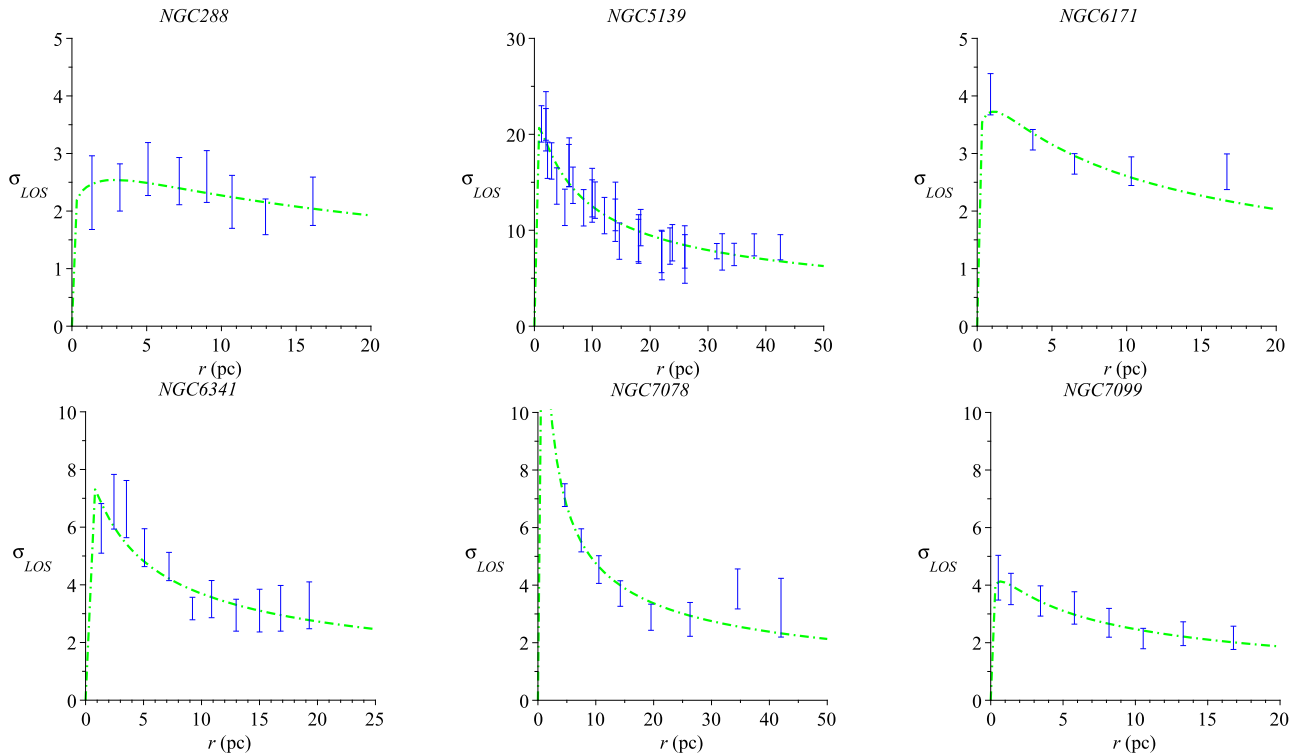 NGC288 NGC5139 NGC6171
5 30 5
4 4
20
3 3
σLOS σLOS σLOS
2 2
10
1 1
0 0 0
0 5 10 15 20 0 10 20 30 40 50 0 5 10 15 20
r (pc) r (pc) r (pc)
NGC6341 NGC7078 NGC7099
10 10 10
8 8 8
6 6 6
σLOS σLOS σLOS
4 4 4
2 2 2
0 0 0
0 5 10 15 20 25 0 10 20 30 40 50 0 5 10 15 20
r (pc) r (pc) r (pc)